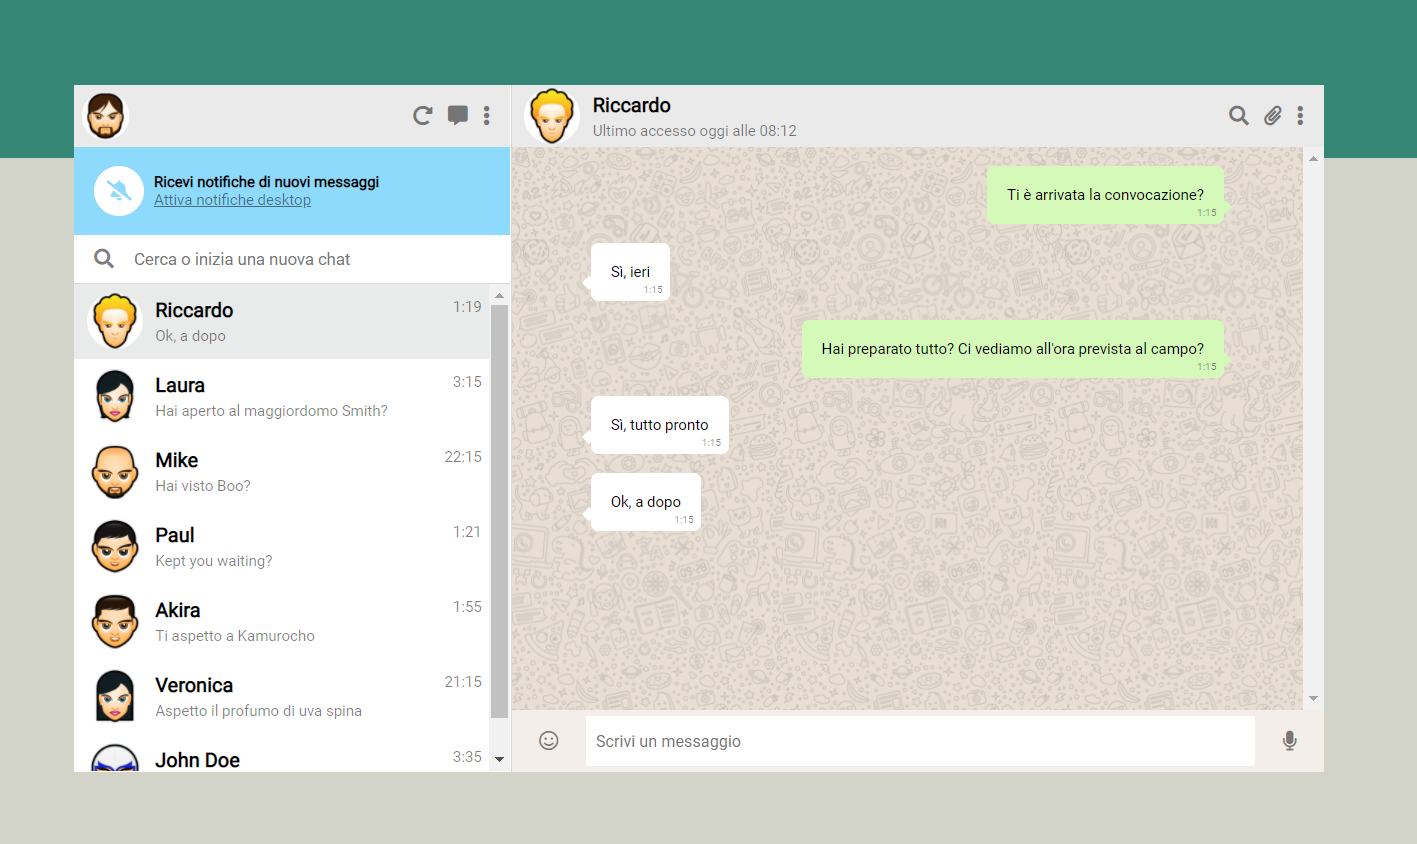 Ricevi notifiche di nuovi messaggi
Attiva notifiche desktop
Cerca o inizia una nuova chat
Riccardo 1:19
Ok, a dopo
Laura 3:15
Hai aperto al maggiordomo Smith?
Mike 22:15
Hai visto Boo?
Paul 1:21
Kept you waiting?
Akira 1:55
Ti aspetto a Kamurocho
Veronica 21:15
Aspetto il profumo di uva spina
John Doe 3:35
Riccardo
Ultimo accesso oggi alle 08:12
Ti è arrivata la convocazione?
1:15
Sì, ieri
1:15
Hai preparato tutto? Ci vediamo all'ora prevista al campo?
1:15
Sì, tutto pronto
1:15
Ok, a dopo
1:15
Scrivi un messaggio